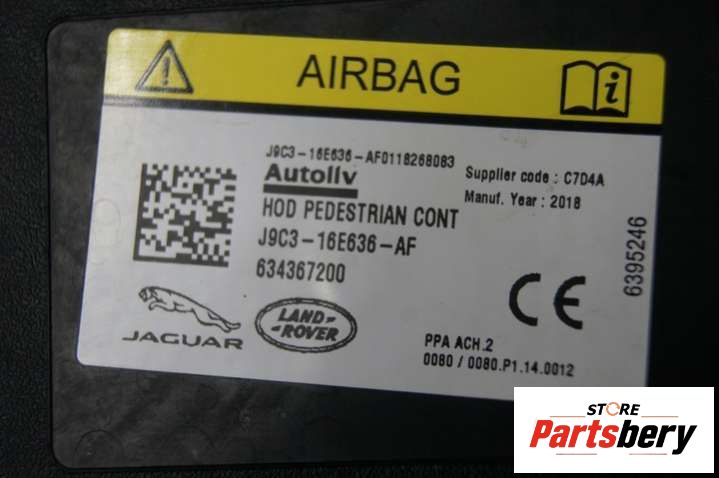 AIRBAG
J9C3-16E636-AF0118268083
Autoliv
HOD PEDESTRIAN CONT
J9C3-16E636-AF
634367200
Supplier code : C7D4A
Manuf. Year : 2018
6395246
JAGUAR
LAND-
-ROVER
CE
PPA ACH.2
0080 / 0080.P1.14.0012
STORE
Partsbery